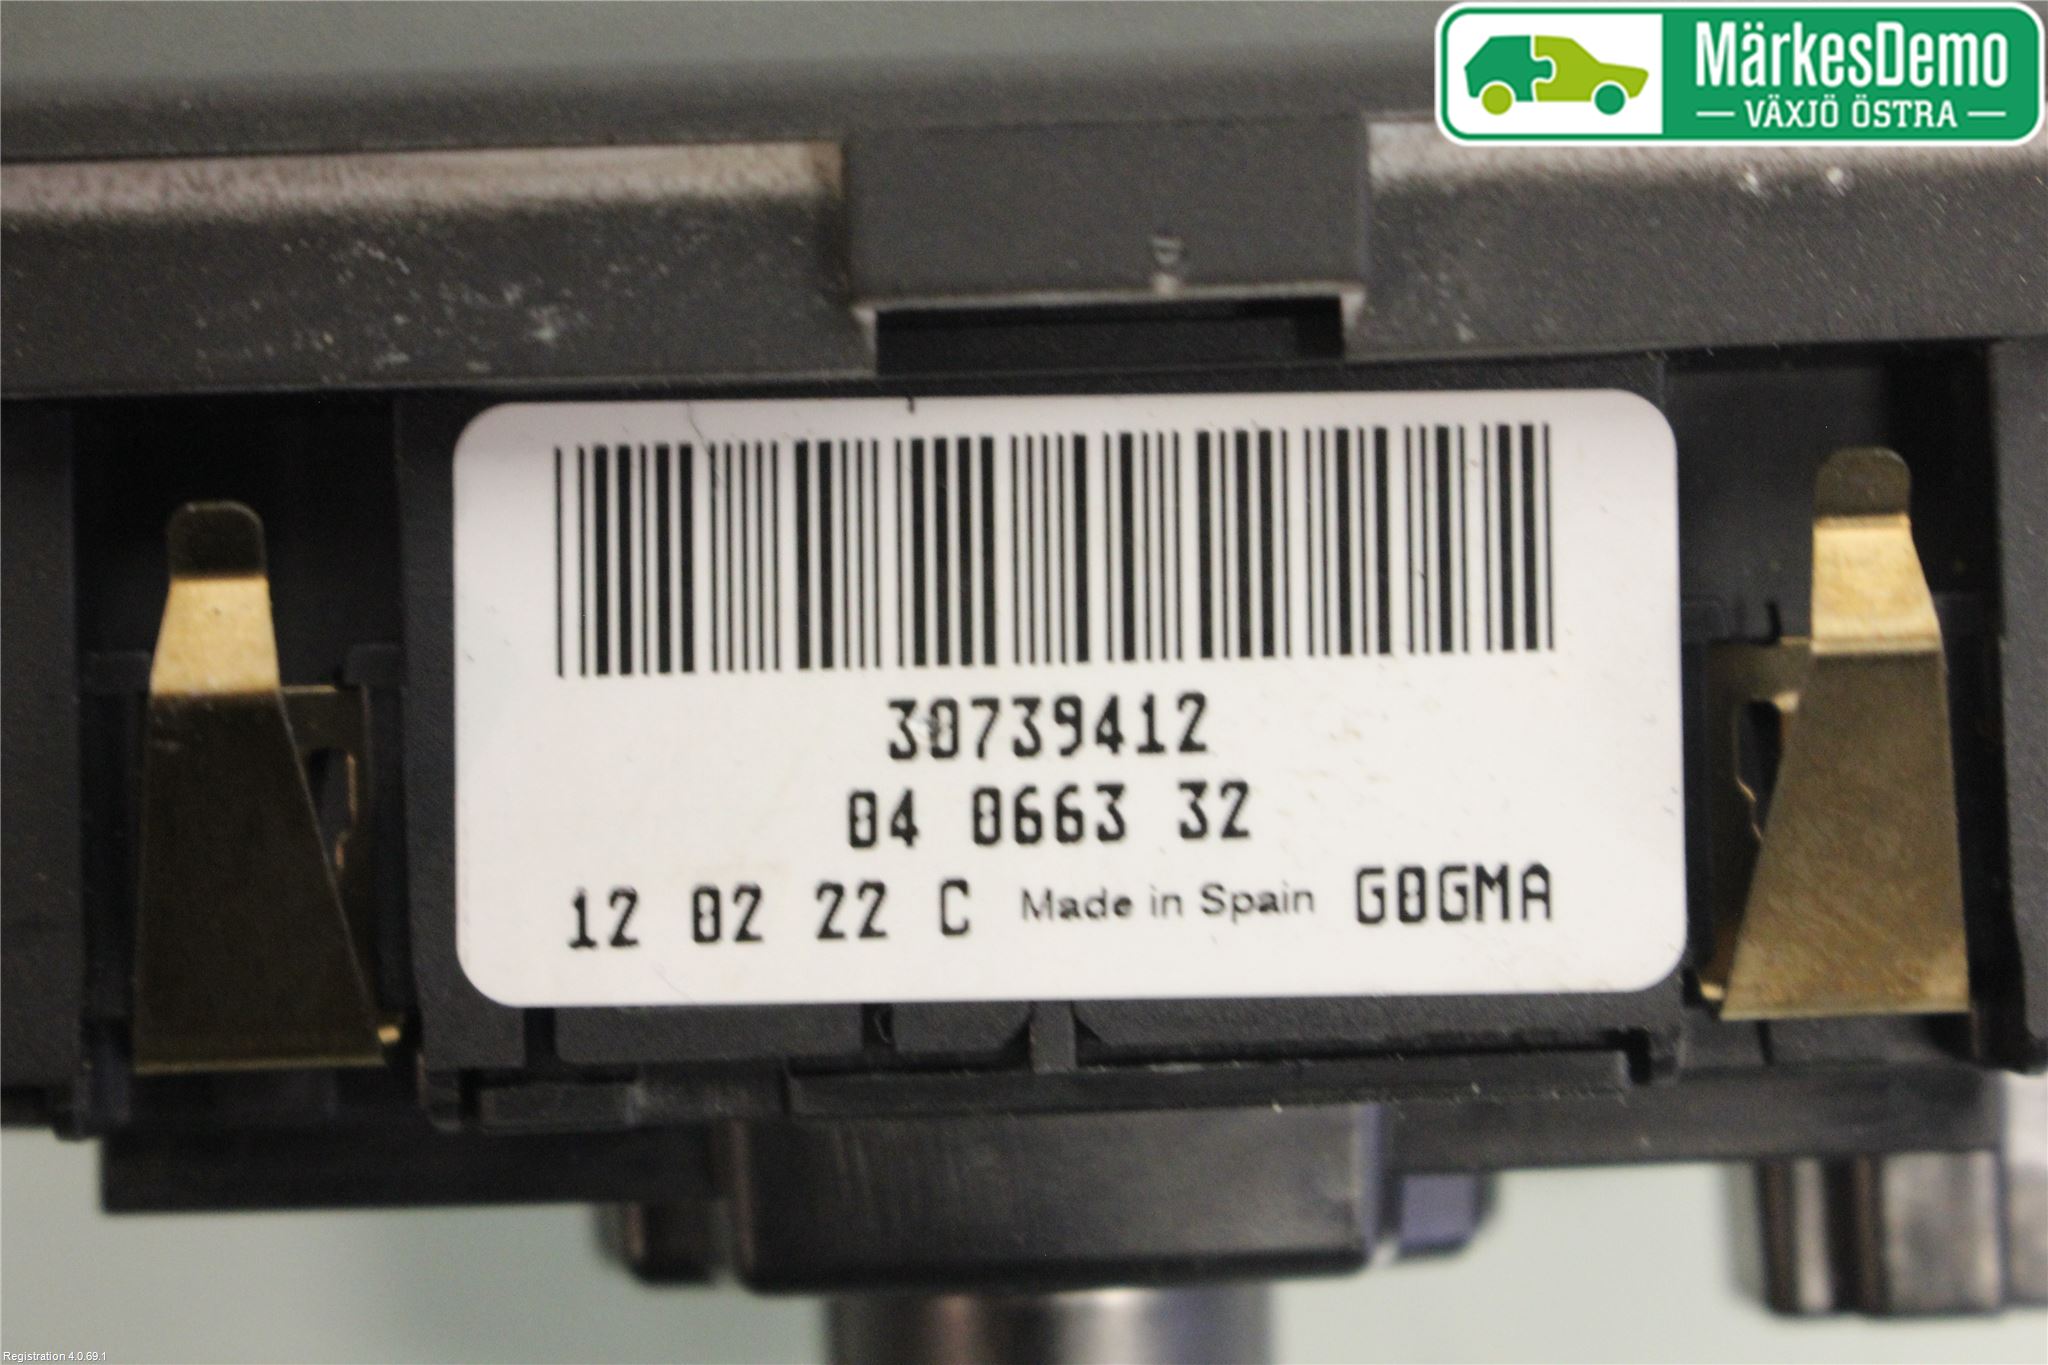 MärkesDemo
VÄXJÖ ÖSTRA
30739412
04 0663 32
12 02 22 C Made in Spain G0GMA
Registration 4.0.69.1